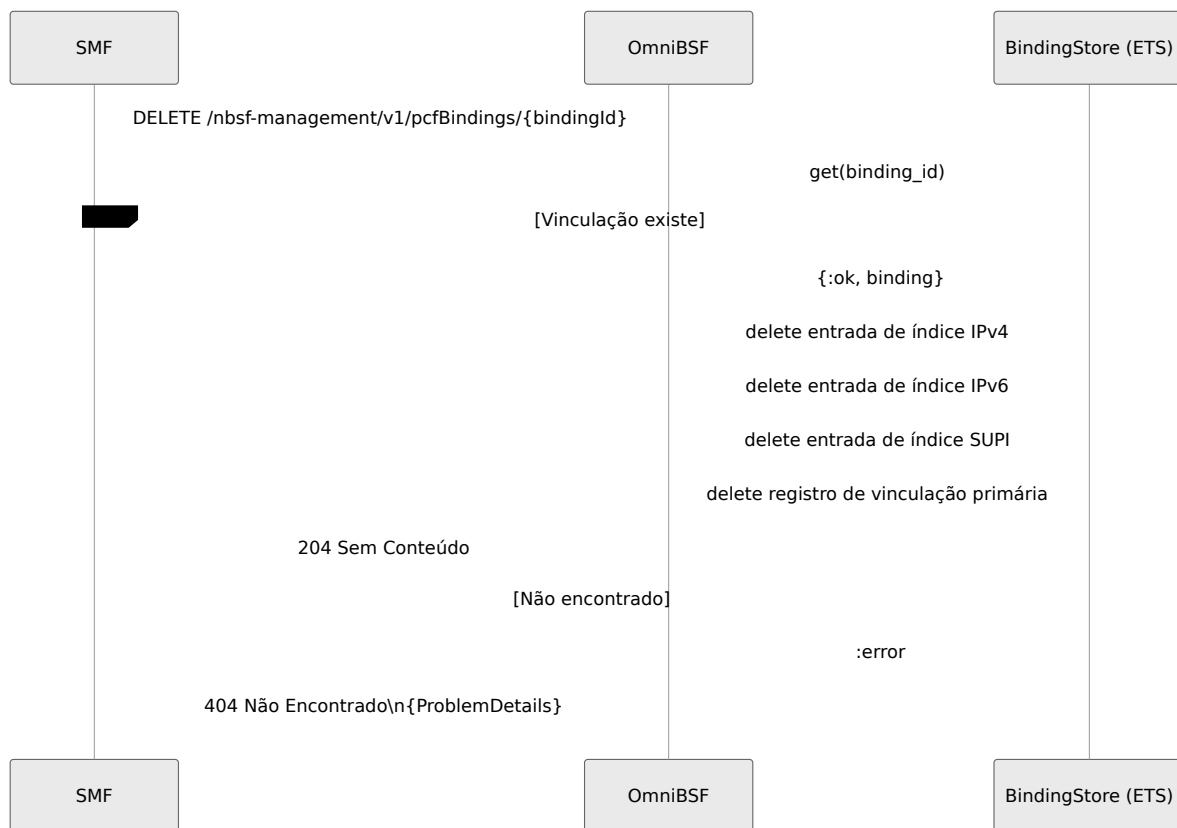 SMF
OmniBSF
BindingStore (ETS)
DELETE /nbsf-management/v1/pcfBindings/{bindingId}
get(binding_id)
[Vinculação existe]
{:ok, binding}
delete entrada de índice IPv4
delete entrada de índice IPv6
delete entrada de índice SUPI
delete registro de vinculação primária
204 Sem Conteúdo
[Não encontrado]
:error
404 Não Encontrado\n{ProblemDetails}
SMF
OmniBSF
BindingStore (ETS)